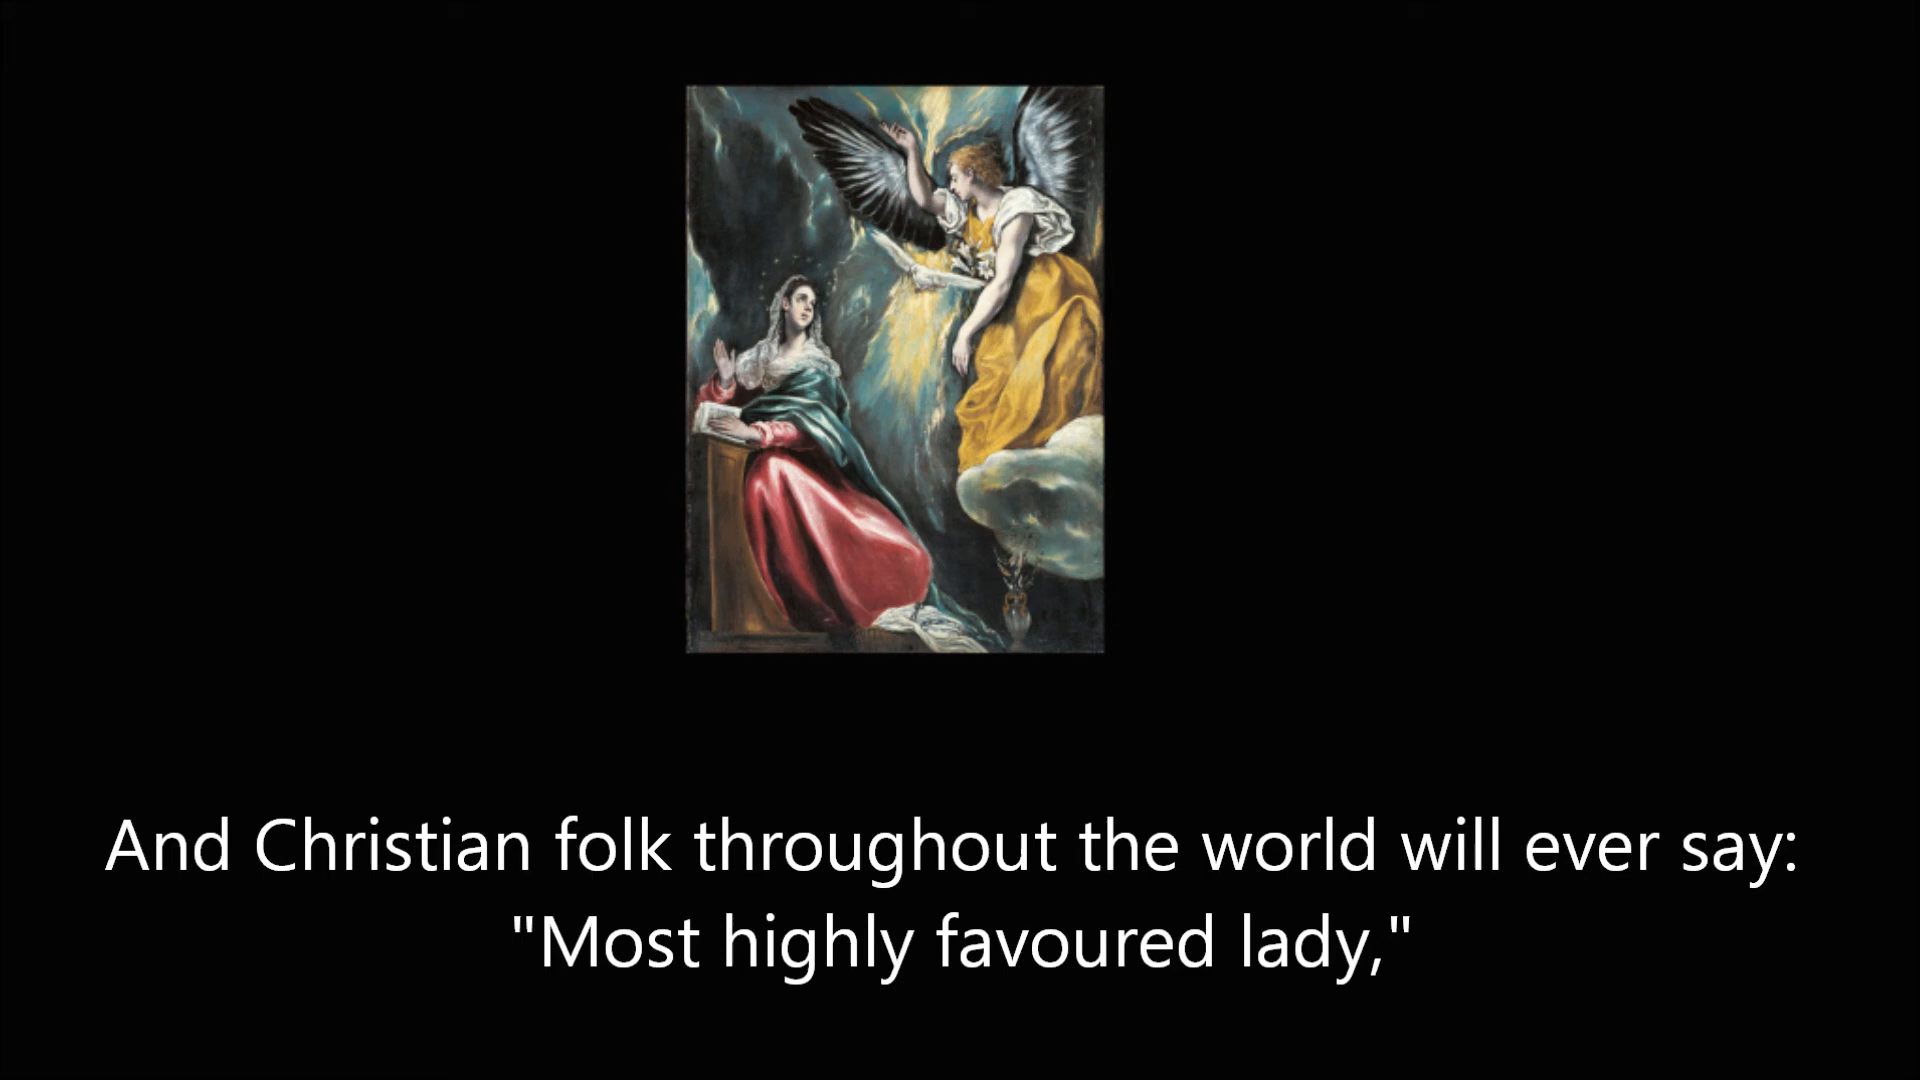 And Christian folk throughout the world will ever say:
"Most highly favoured lady,"